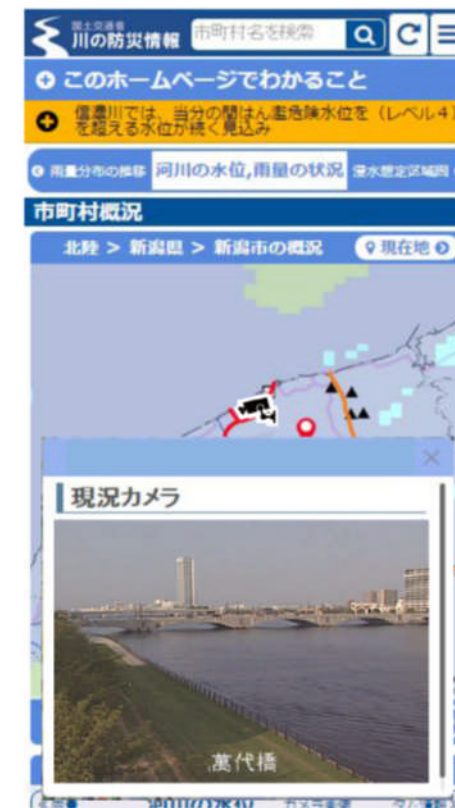 国土交通省
川の防災情報
市町村名を検索
このホームページでわかること
信濃川では、当分の間はん濫危険水位を（レベル４）
を超える水位が続く見込み
雨量分布の推移 河川の水位,雨量の状況 浸水想定区域図
市町村概況
北陸 > 新潟県 > 新潟市の概況
現在地
現況カメラ
萬代橋